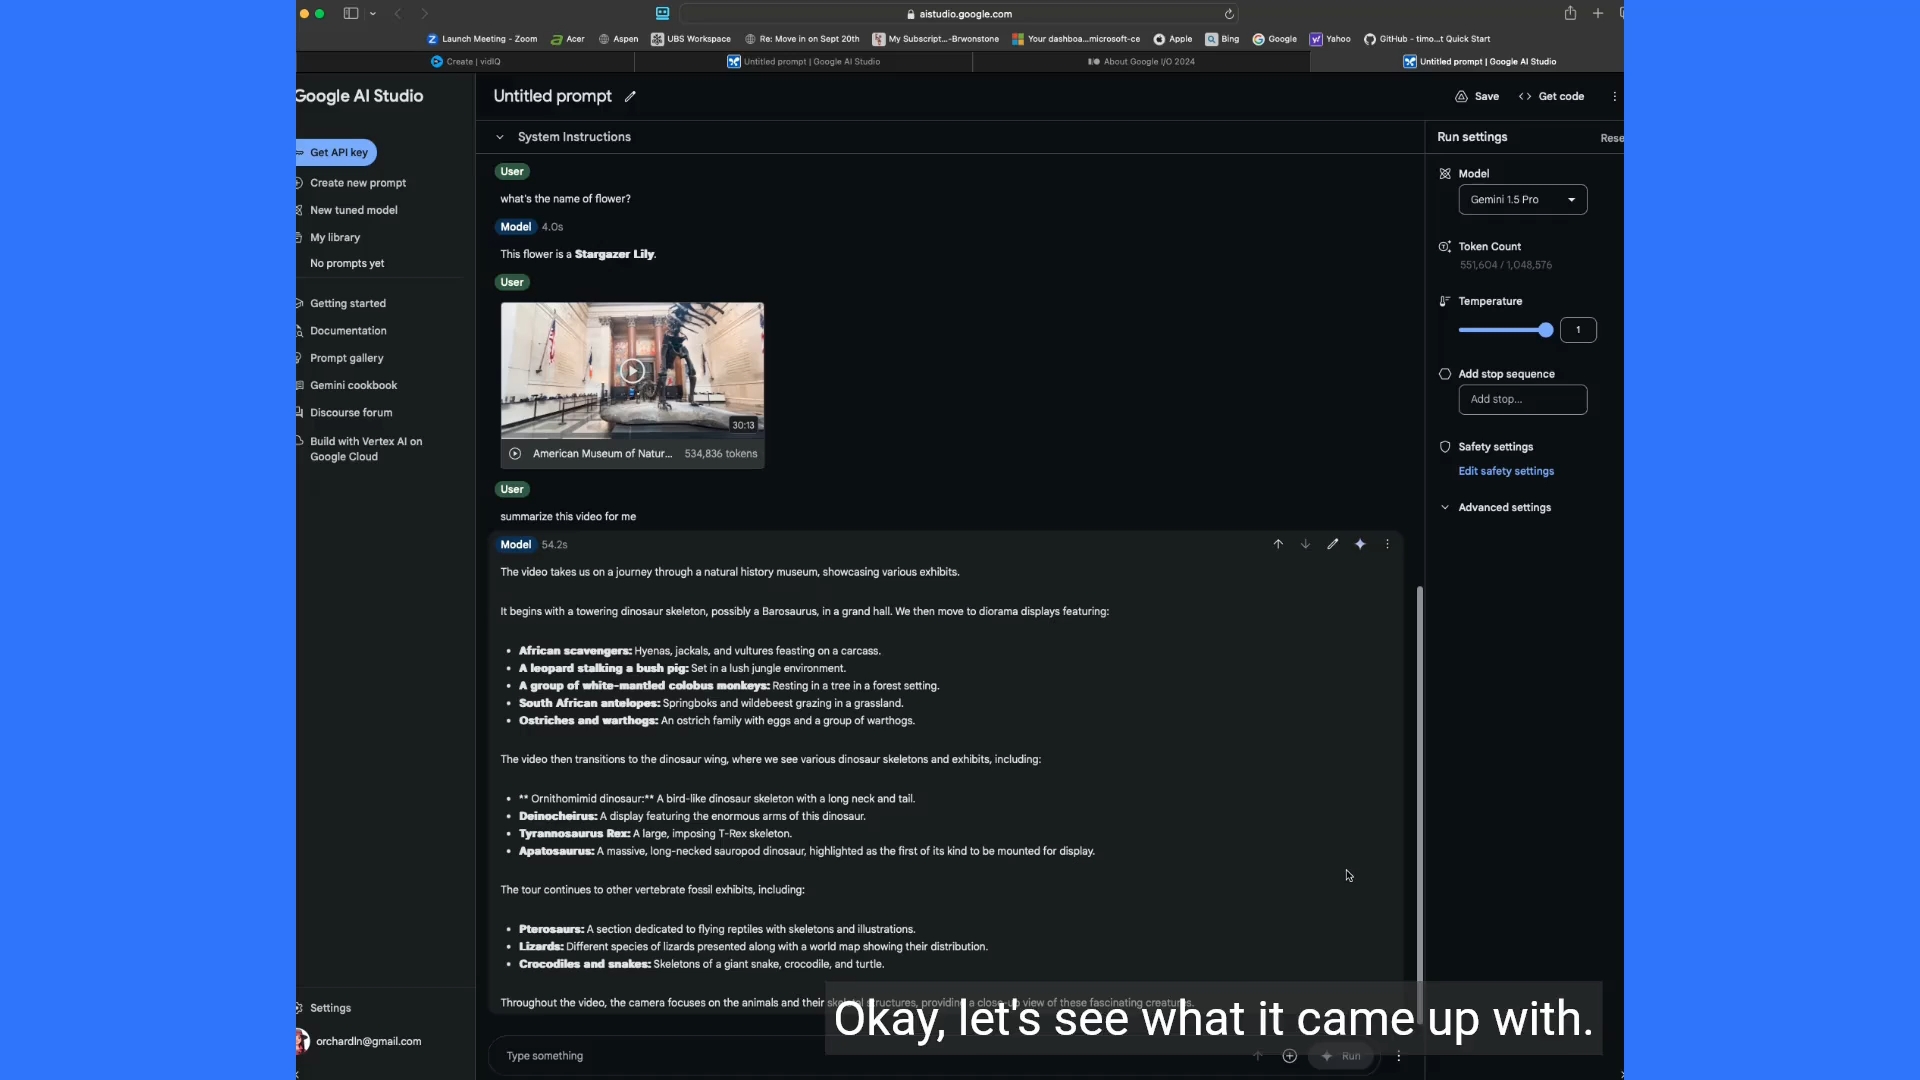 aistudio.google.com
Launch Meeting - Zoom Acer Aspen UBS Workspace Re: Move in on Sept 20th My Subscript...-Brwonstone Your dashboa...microsoft-ce Apple Bing Google Yahoo GitHub - timo...t Quick Start
Create | vidIQ Untitled prompt | Google AI Studio About Google I/O 2024 Untitled prompt | Google AI Studio
Google AI Studio
Get API key
Create new prompt
New tuned model
My library
No prompts yet
Getting started
Documentation
Prompt gallery
Gemini cookbook
Discourse forum
Build with Vertex AI on
Google Cloud
Settings
orchardln@gmail.com
Untitled prompt
Save
Get code
System Instructions
User
what's the name of flower?
Model 4.0s
This flower is a Stargazer Lily.
User
30:13
American Museum of Natur... 534,836 tokens
User
summarize this video for me
Model 54.2s
The video takes us on a journey through a natural history museum, showcasing various exhibits.
It begins with a towering dinosaur skeleton, possibly a Barosaurus, in a grand hall. We then move to diorama displays featuring:
• African scavengers: Hyenas, jackals, and vultures feasting on a carcass.
• A leopard stalking a bush pig: Set in a lush jungle environment.
• A group of white-mantled colobus monkeys: Resting in a tree in a forest setting.
• South African antelopes: Springboks and wildebeest grazing in a grassland.
• Ostriches and warthogs: An ostrich family with eggs and a group of warthogs.
The video then transitions to the dinosaur wing, where we see various dinosaur skeletons and exhibits, including:
• ** Ornithomimid dinosaur:** A bird-like dinosaur skeleton with a long neck and tail.
• Deinocheirus: A display featuring the enormous arms of this dinosaur.
• Tyrannosaurus Rex: A large, imposing T-Rex skeleton.
• Apatosaurus: A massive, long-necked sauropod dinosaur, highlighted as the first of its kind to be mounted for display.
The tour continues to other vertebrate fossil exhibits, including:
• Pterosaurs: A section dedicated to flying reptiles with skeletons and illustrations.
• Lizards: Different species of lizards presented along with a world map showing their distribution.
• Crocodiles and snakes: Skeletons of a giant snake, crocodile, and turtle.
Throughout the video, the camera focuses on the animals and their skeletal structures, providing a close-up view of these fascinating creatures.
Okay, let's see what it came up with.
Type something
Run
Run settings
Rese
Model
Gemini 1.5 Pro
Token Count
551,604 / 1,048,576
Temperature
1
Add stop sequence
Add stop...
Safety settings
Edit safety settings
Advanced settings